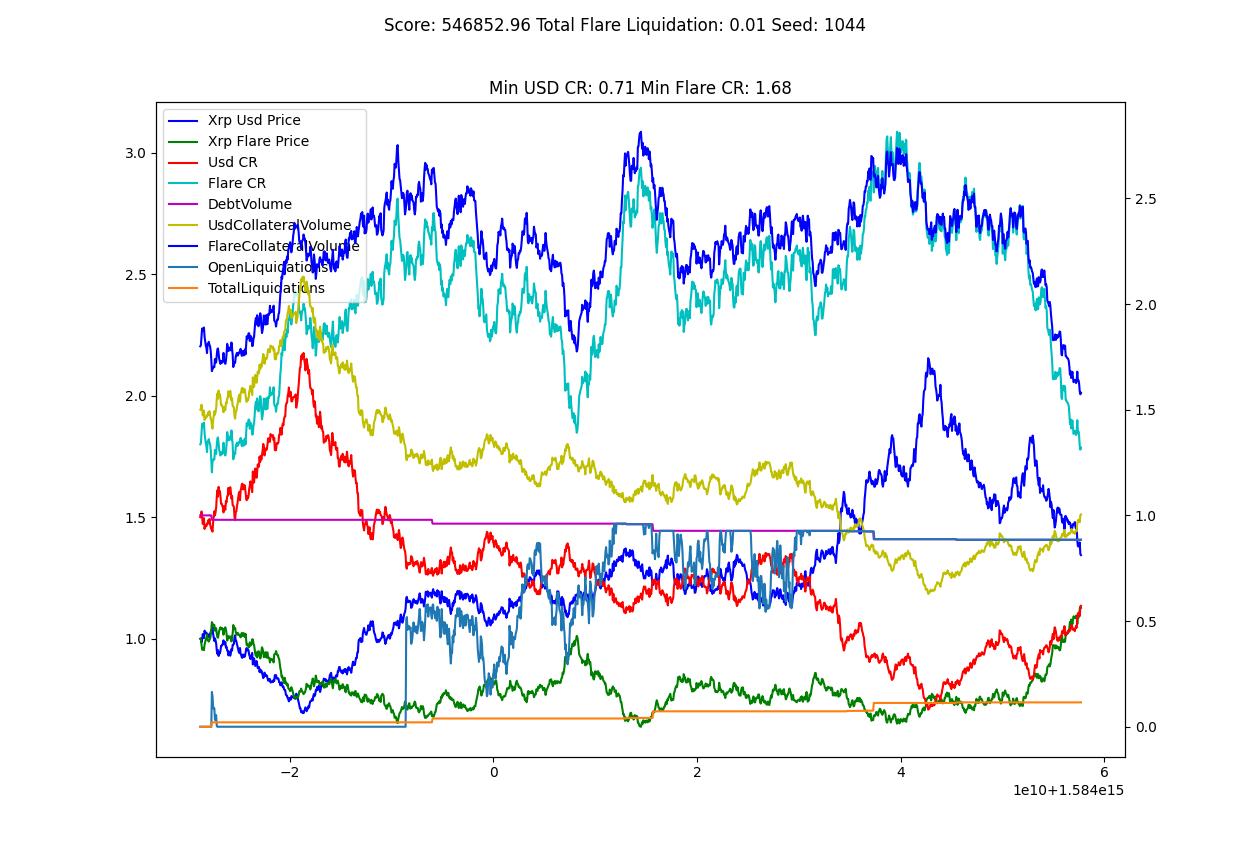 Score: 546852.96 Total Flare Liquidation: 0.01 Seed: 1044
Min USD CR: 0.71 Min Flare CR: 1.68
Xrp Usd Price
Xrp Flare Price
Usd CR
Flare CR
DebtVolume
UsdCollateralVolume
FlareCollateralVolume
OpenLiquidations
TotalLiquidations
3.0
2.5
2.0
1.5
1.0
2.5
2.0
1.5
1.0
0.5
0.0
−2 0 2 4 6
1e10+1.584e15